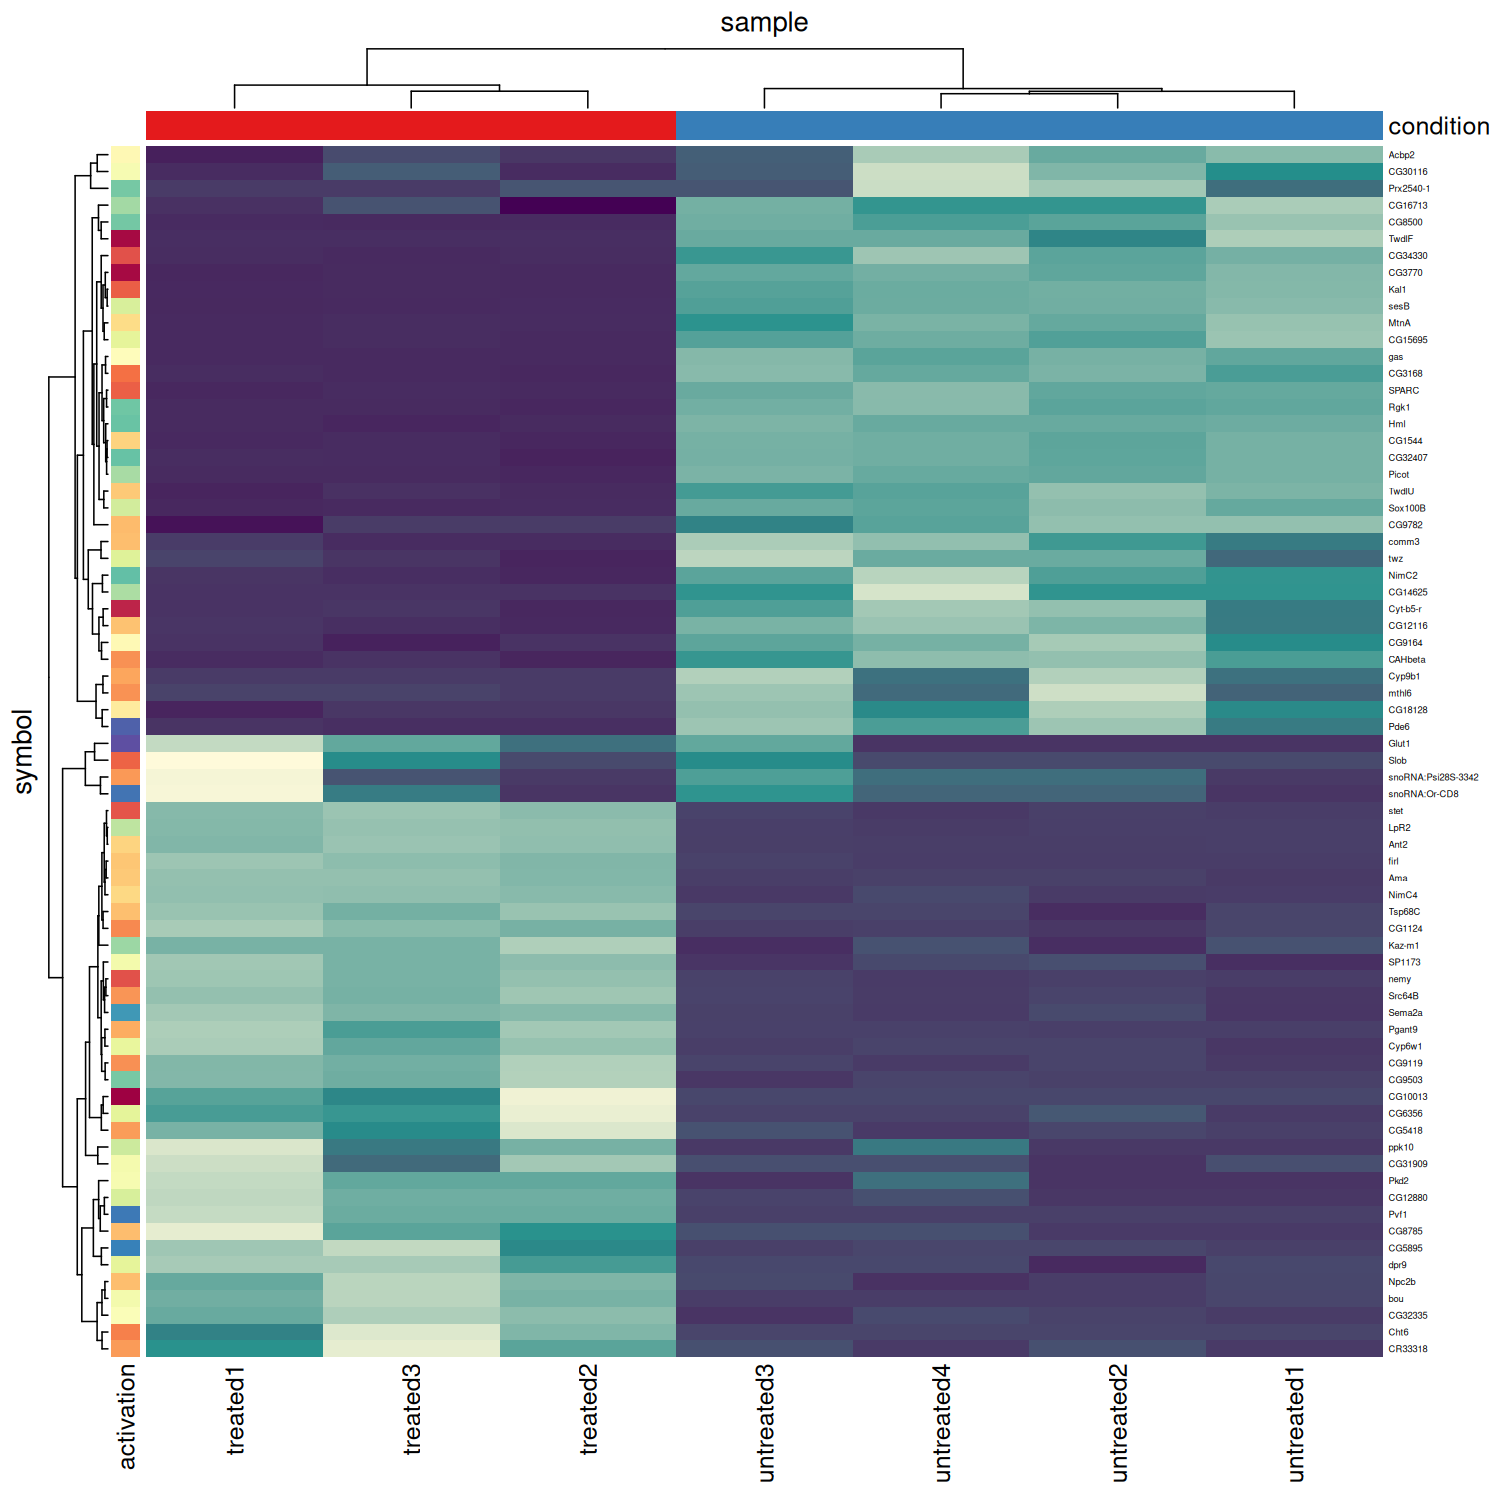 sample
condition
Acbp2
CG30116
Prx2540-1
CG16713
CG8500
TwdlF
CG34330
CG3770
Kal1
sesB
MtnA
CG15695
gas
CG3168
SPARC
Rgk1
Hml
CG1544
CG32407
Picot
TwdlU
Sox100B
CG9782
comm3
twz
NimC2
CG14625
Cyt-b5-r
CG12116
CG9164
CAHbeta
Cyp9b1
mthl6
CG18128
Pde6
Glut1
Slob
snoRNA:Psi28S-3342
snoRNA:Or-CD8
stet
LpR2
Ant2
firl
Ama
NimC4
Tsp68C
CG1124
Kaz-m1
SP1173
nemy
Src64B
Sema2a
Pgant9
Cyp6w1
CG9119
CG9503
CG10013
CG6356
CG5418
ppk10
CG31909
Pkd2
CG12880
Pvf1
CG8785
CG5895
dpr9
Npc2b
bou
CG32335
Cht6
CR33318
symbol
activation
treated1
treated3
treated2
untreated3
untreated4
untreated2
untreated1